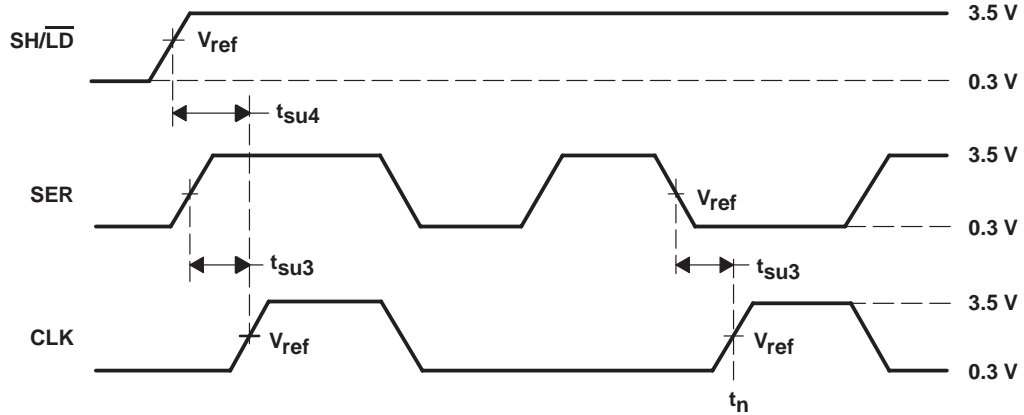 3.5 V
SH/LD
Vref
0.3 V
tsu4
3.5 V
SER
Vref
0.3 V
tsu3
tsu3
3.5 V
CLK
Vref
Vref
0.3 V
tn